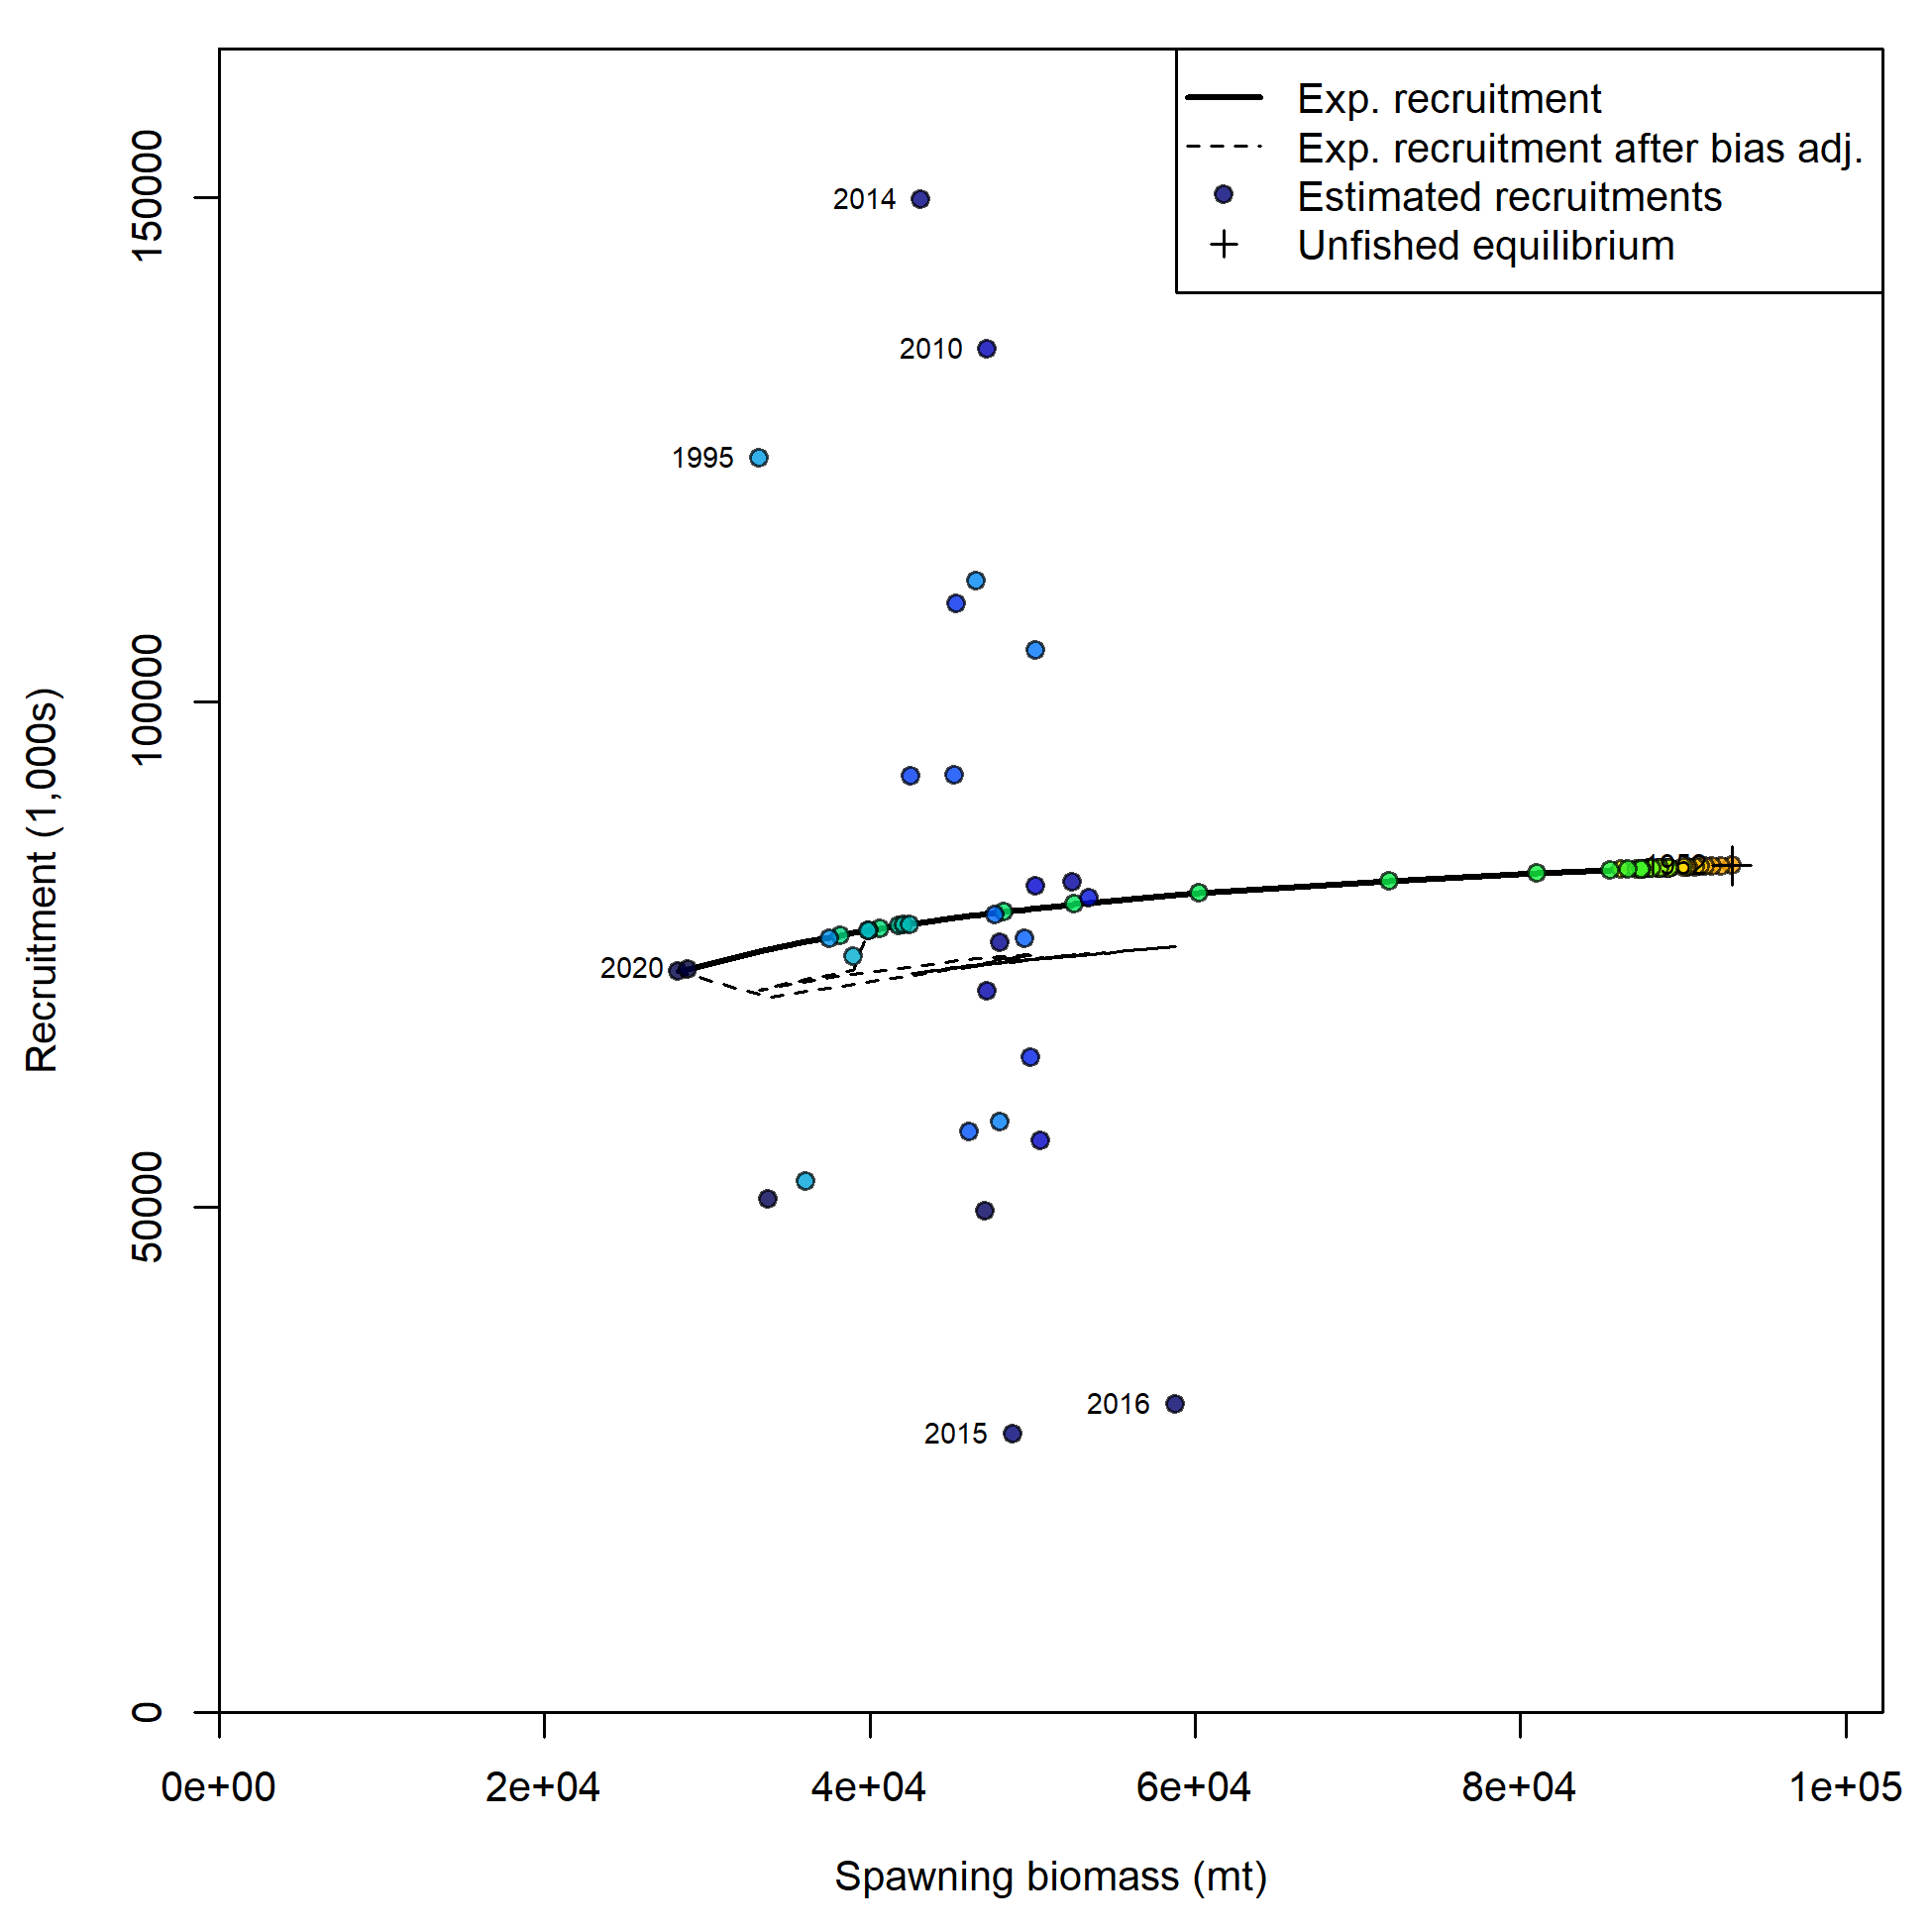 Exp. recruitment
Exp. recruitment after bias adj.
Estimated recruitments
Unfished equilibrium
150000
100000
50000
0
Recruitment (1,000s)
2014
2010
1995
2020
2016
2015
0e+00 2e+04 4e+04 6e+04 8e+04 1e+05
Spawning biomass (mt)